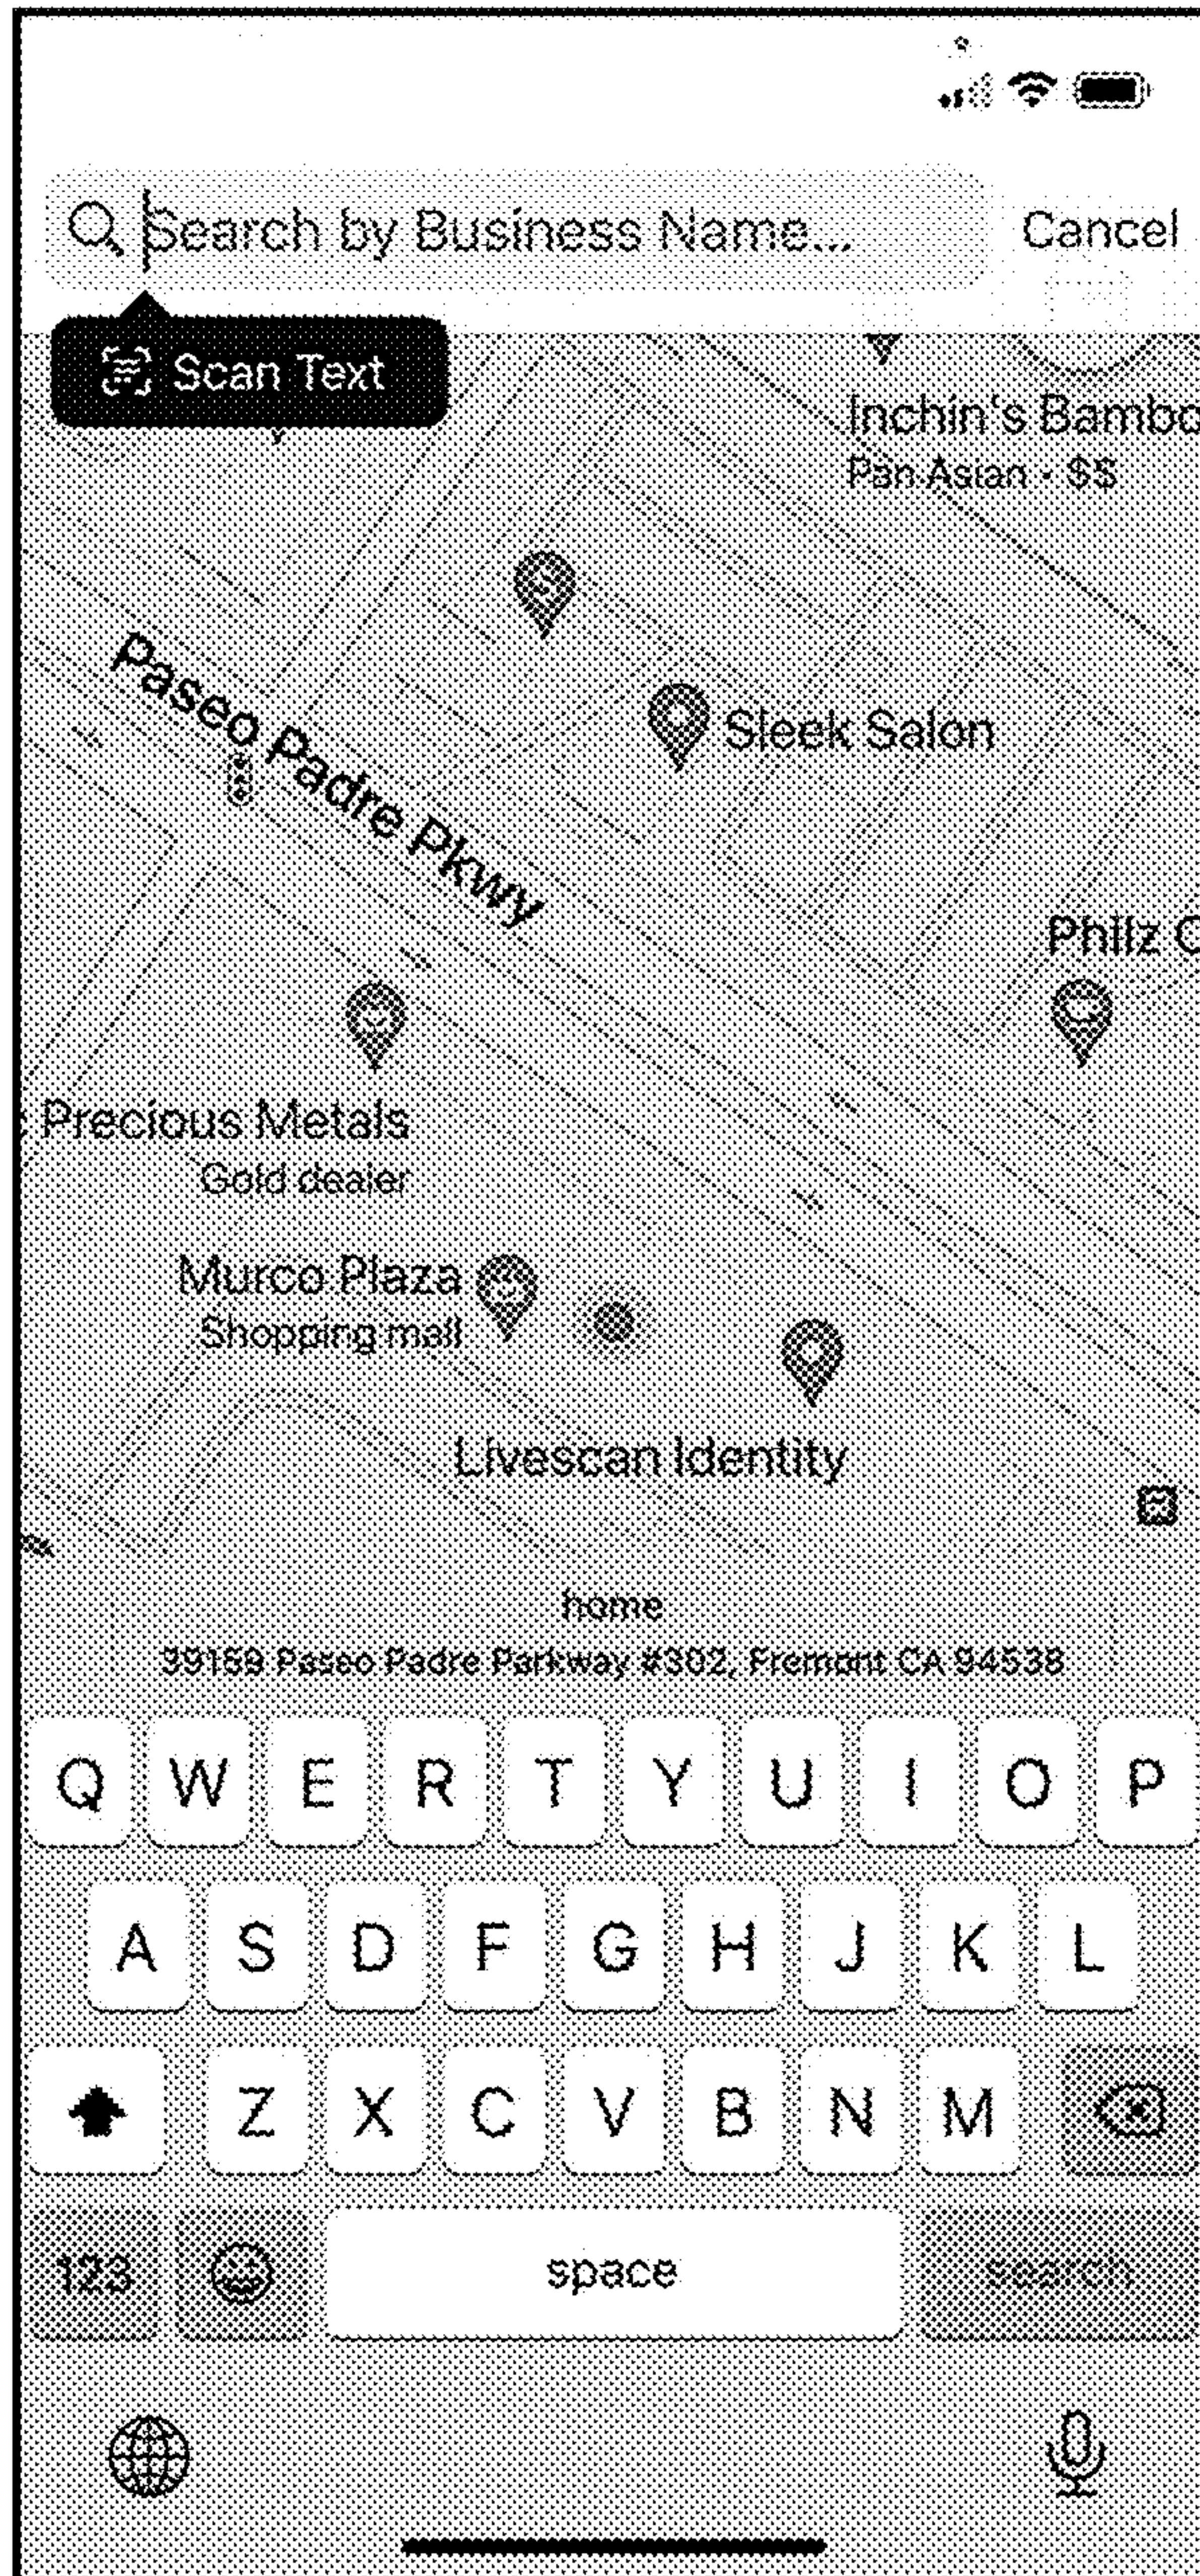 Search by Business Name...
Cancel
Scan Text
Inchin's Bambo
Pan Asian · $$
Paseo Padre Pkwy
Sleek Salon
Philz C
Precious Metals
Gold dealer
Murco Plaza
Shopping mall
Livescan Identity
home
39159 Paseo Padre Parkway #302, Fremont CA 94538
Q W E R T Y U I O P
A S D F G H J K L
Z X C V B N M
123 space search